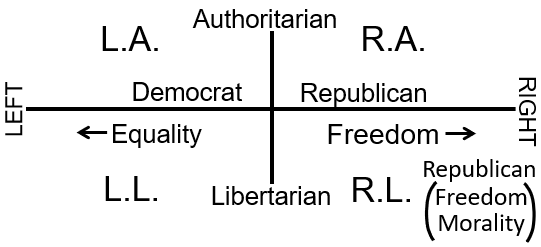 Authoritarian
L.A.
R.A.
Democrat
Republican
LEFT
RIGHT
← Equality
Freedom →
L.L.
Libertarian
R.L.
Republican
(Freedom
Morality)